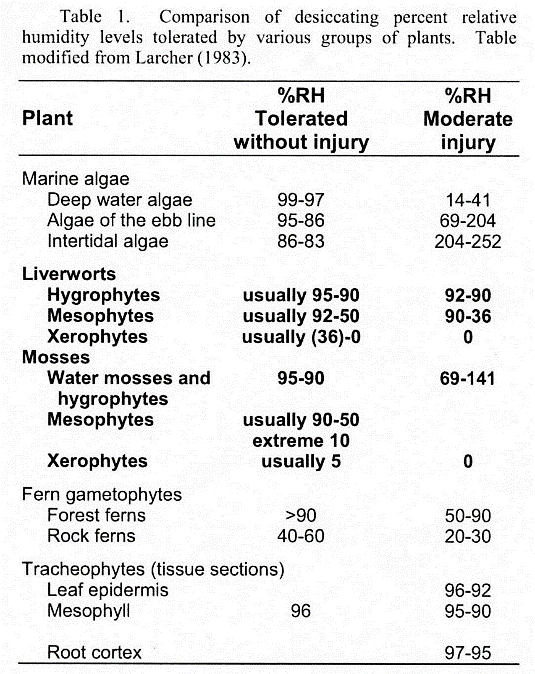 Table 1. Comparison of desiccating percent relative
humidity levels tolerated by various groups of plants. Table
modified from Larcher (1983).
Plant %RH Tolerated without injury %RH Moderate injury
Marine algae
Deep water algae 99-97 14-41
Algae of the ebb line 95-86 69-204
Intertidal algae 86-83 204-252
Liverworts
Hygrophytes usually 95-90 92-90
Mesophytes usually 92-50 90-36
Xerophytes usually (36)-0 0
Mosses
Water mosses and 95-90 69-141
hygrophytes
Mesophytes usually 90-50
extreme 10
Xerophytes usually 5 0
Fern gametophytes
Forest ferns >90 50-90
Rock ferns 40-60 20-30
Tracheophytes (tissue sections)
Leaf epidermis 96-92
Mesophyll 96 95-90
Root cortex 97-95